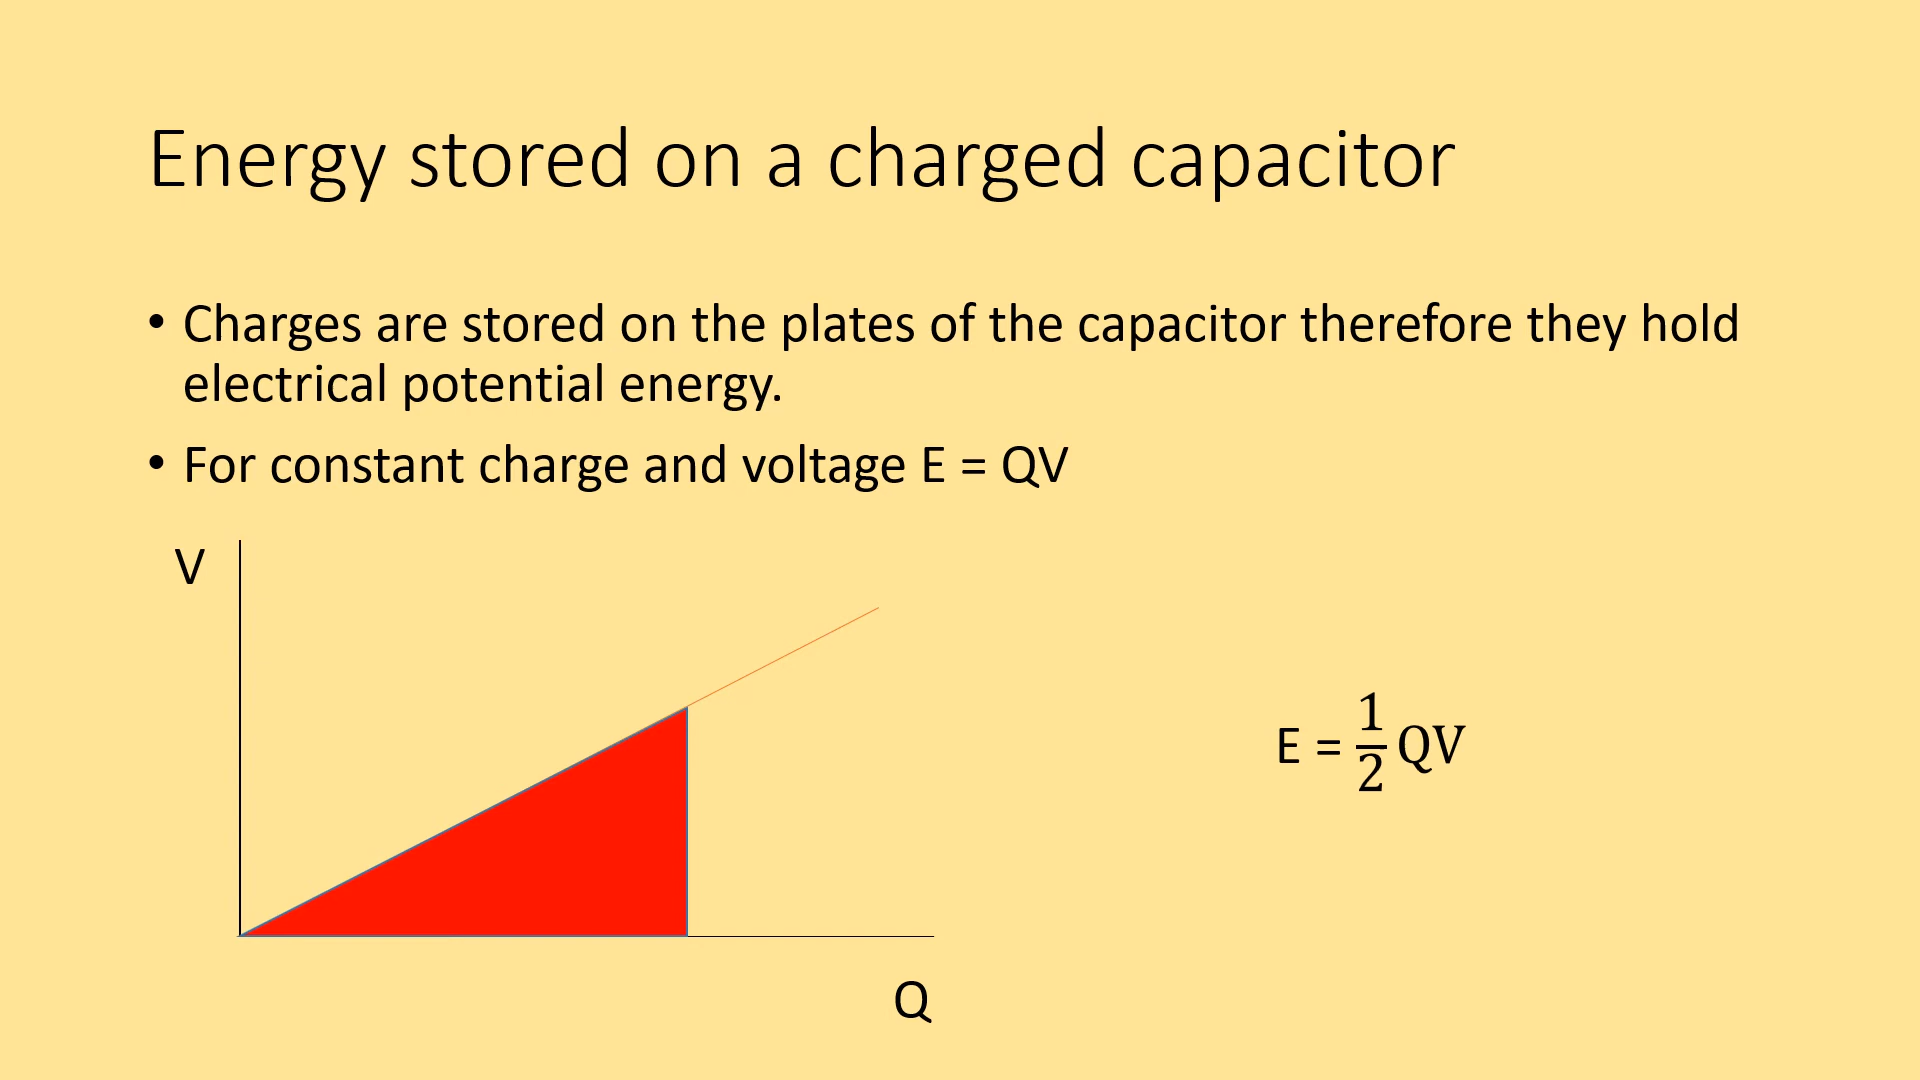 Energy stored on a charged capacitor
• Charges are stored on the plates of the capacitor therefore they hold
electrical potential energy.
• For constant charge and voltage E = QV
V
E = 1/2 QV
Q